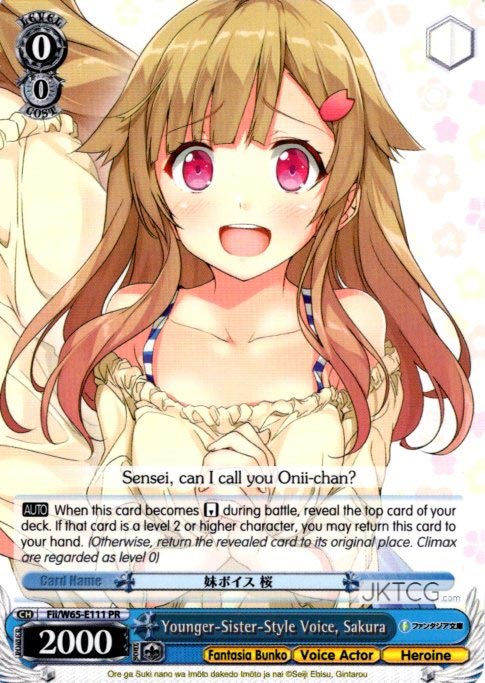 LEVEL
0
0
COST
Sensei, can I call you Onii-chan?
AUTO When this card becomes during battle, reveal the top card of your
deck. If that card is a level 2 or higher character, you may return this card to
your hand. (Otherwise, return the revealed card to its original place. Climax
are regarded as level 0)
Card Name 妹ボイス 桜
JKTCG.com
CH FII/W65-E111 PR
POWER 2000
SOUL
Younger-Sister-Style Voice, Sakura
ファンタジア文庫
Fantasia Bunko Voice Actor Heroine
Ore ga Suki nano wa Imōto dakedo Imōto ja nai ©Seiji Ebisu, Gintarou